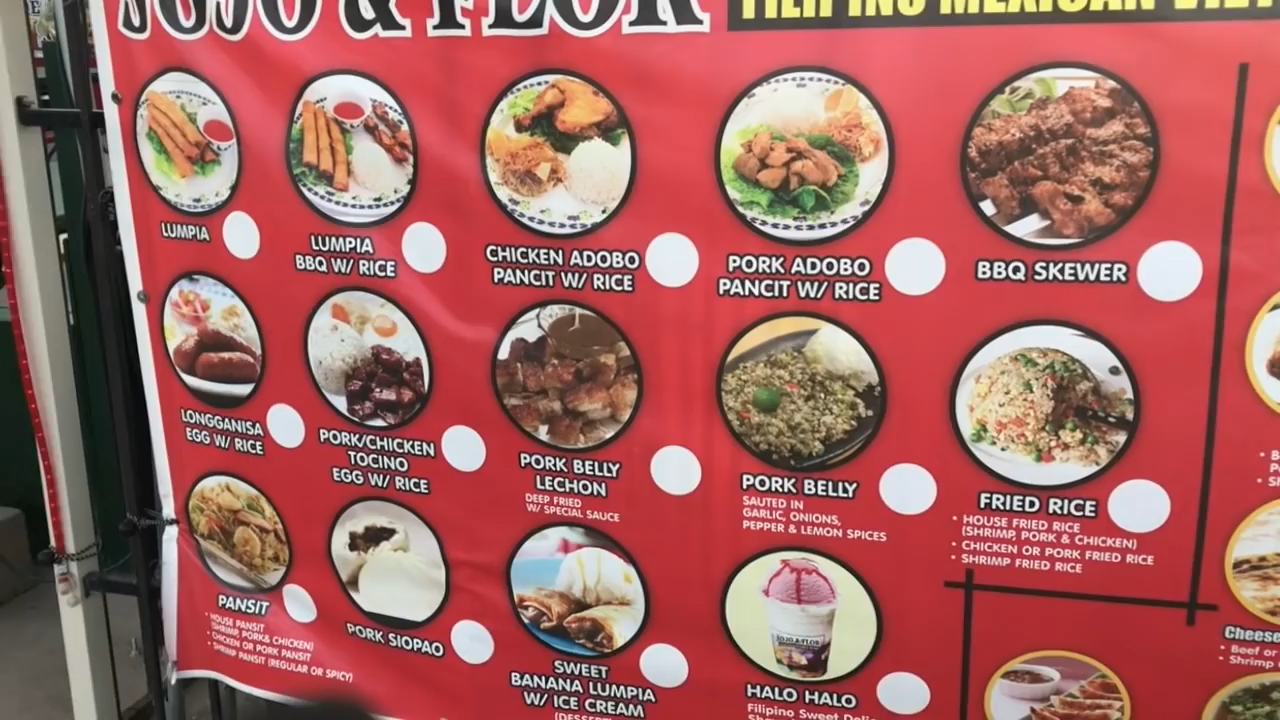 JOJO & FLOR
FILIPINO MEXICAN
LUMPIA
LUMPIA
BBQ W/ RICE
CHICKEN ADOBO
PANCIT W/ RICE
PORK ADOBO
PANCIT W/ RICE
BBQ SKEWER
LONGGANISA
EGG W/ RICE
PORK/CHICKEN
TOCINO
EGG W/ RICE
PORK BELLY
LECHON
DEEP FRIED
W/ SPECIAL SAUCE
PORK BELLY
SAUTED IN
GARLIC, ONIONS,
PEPPER & LEMON SPICES
FRIED RICE
• HOUSE FRIED RICE
(SHRIMP, PORK & CHICKEN)
• CHICKEN OR PORK FRIED RICE
• SHRIMP FRIED RICE
PANSIT
• HOUSE PANSIT
(SHRIMP, PORK& CHICKEN)
• CHICKEN OR PORK PANSIT
SHRIMP PANSIT (REGULAR OR SPICY)
PORK SIOPAO
SWEET
BANANA LUMPIA
W/ ICE CREAM
(DESSERT)
JOJO & FLOR
HALO HALO
Filipino Sweet
Cheese
• Beef or
• Shrimp